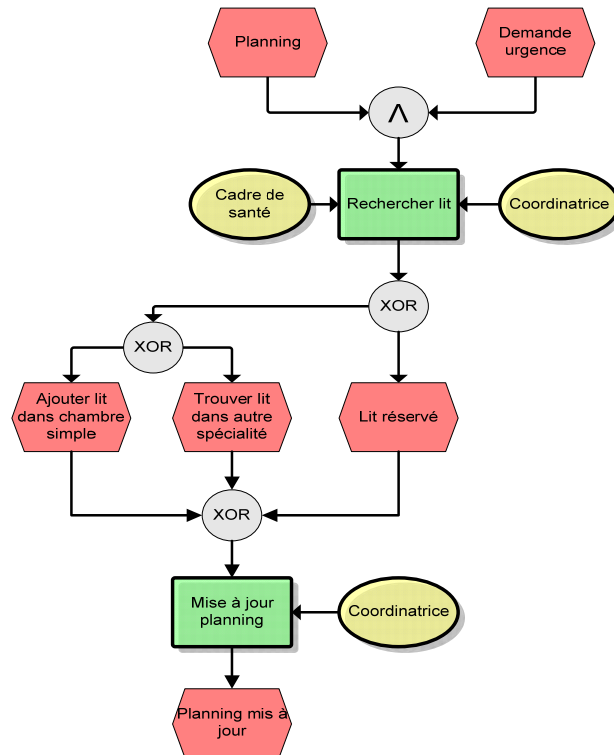 Planning
Demande
urgence
Λ
Cadre de
santé
Rechercher lit
Coordinatrice
XOR
XOR
Ajouter lit
dans chambre
simple
Trouver lit
dans autre
spécialité
Lit réservé
XOR
Mise à jour
planning
Coordinatrice
Planning mis à
jour